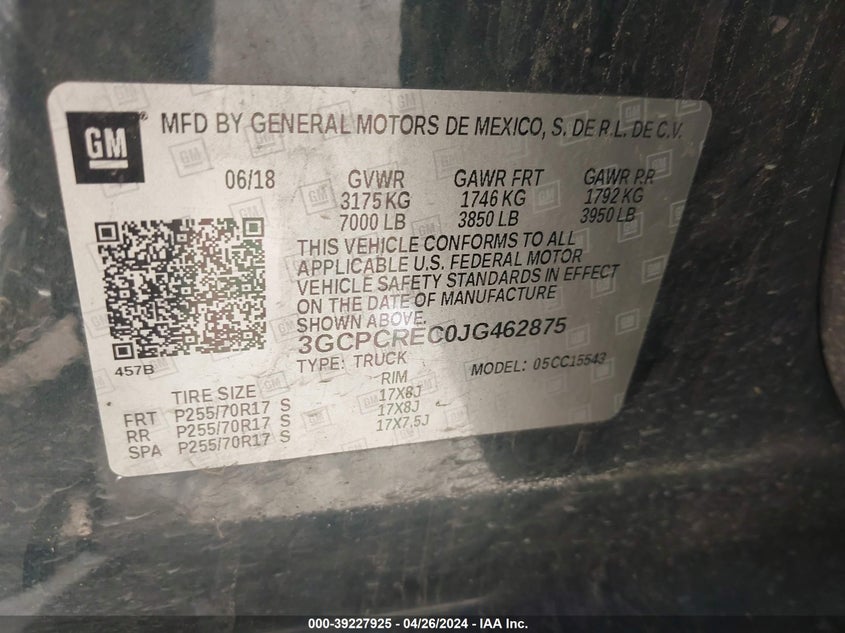 GM
MFD BY GENERAL MOTORS DE MEXICO, S. DE R.L. DE C.V.
06/18 GVWR GAWR FRT GAWR RR
3175 KG 1746 KG 1792 KG
7000 LB 3850 LB 3950 LB
THIS VEHICLE CONFORMS TO ALL
APPLICABLE U.S. FEDERAL MOTOR
VEHICLE SAFETY STANDARDS IN EFFECT
ON THE DATE OF MANUFACTURE
SHOWN ABOVE.
3GCPCREC0JG462875
457B
TYPE: TRUCK MODEL: 05CC15543
TIRE SIZE RIM
FRT P255/70R17 S 17X8J
RR P255/70R17 S 17X8J
SPA P255/70R17 S 17X7.5J
000-39227925 / 04/26/2024 - IAA Inc.